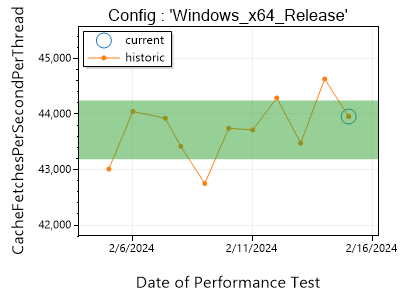 Config : 'Windows_x64_Release'
CacheFetchesPerSecondPerThread
current
historic
45,000
44,000
43,000
42,000
2/6/2024
2/11/2024
2/16/2024
Date of Performance Test